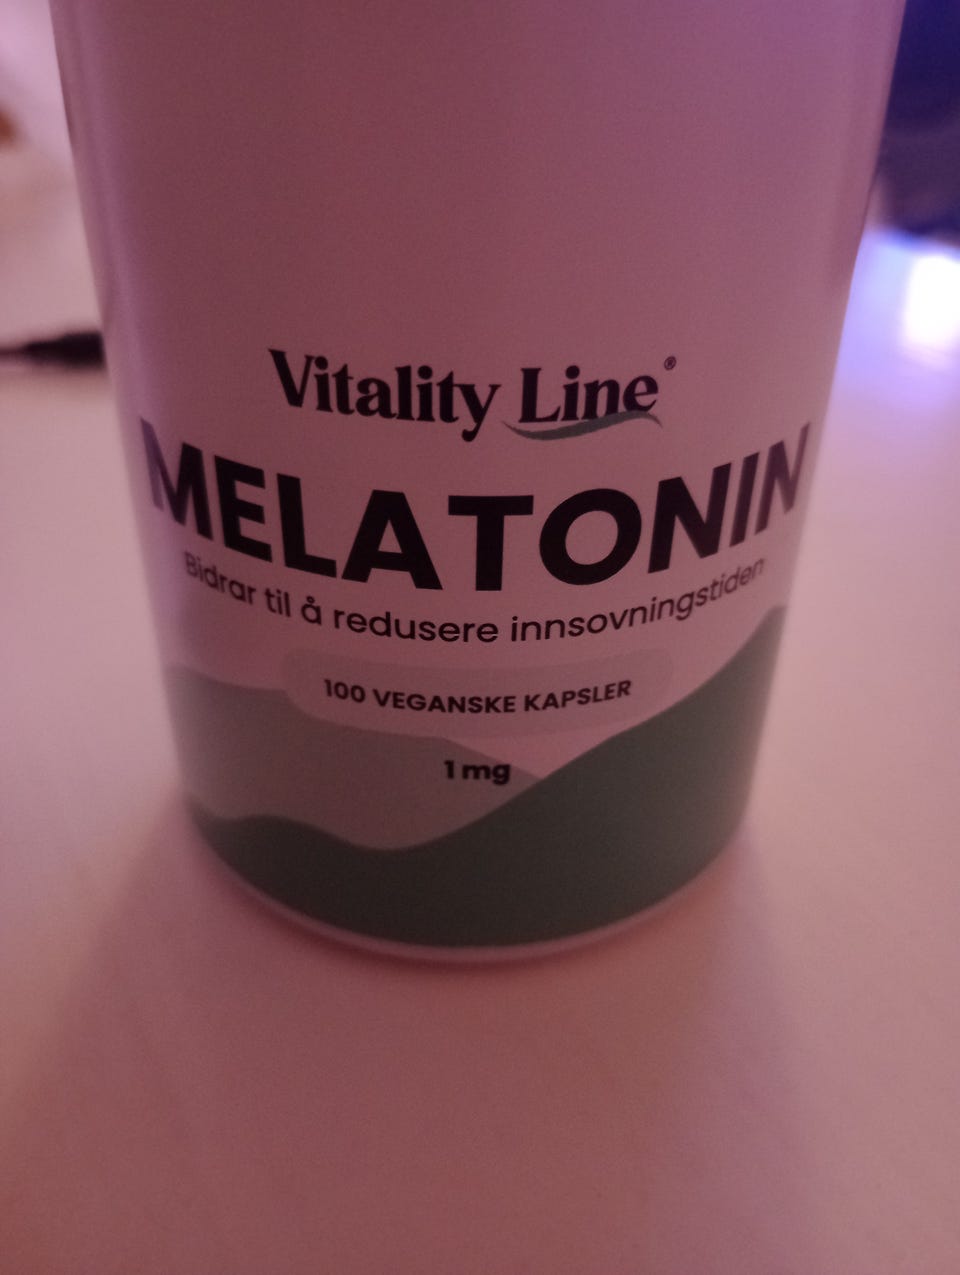 Vitality Line®
MELATONIN
Bidrar til å redusere innsovningstiden
100 VEGANSKE KAPSLER
1 mg